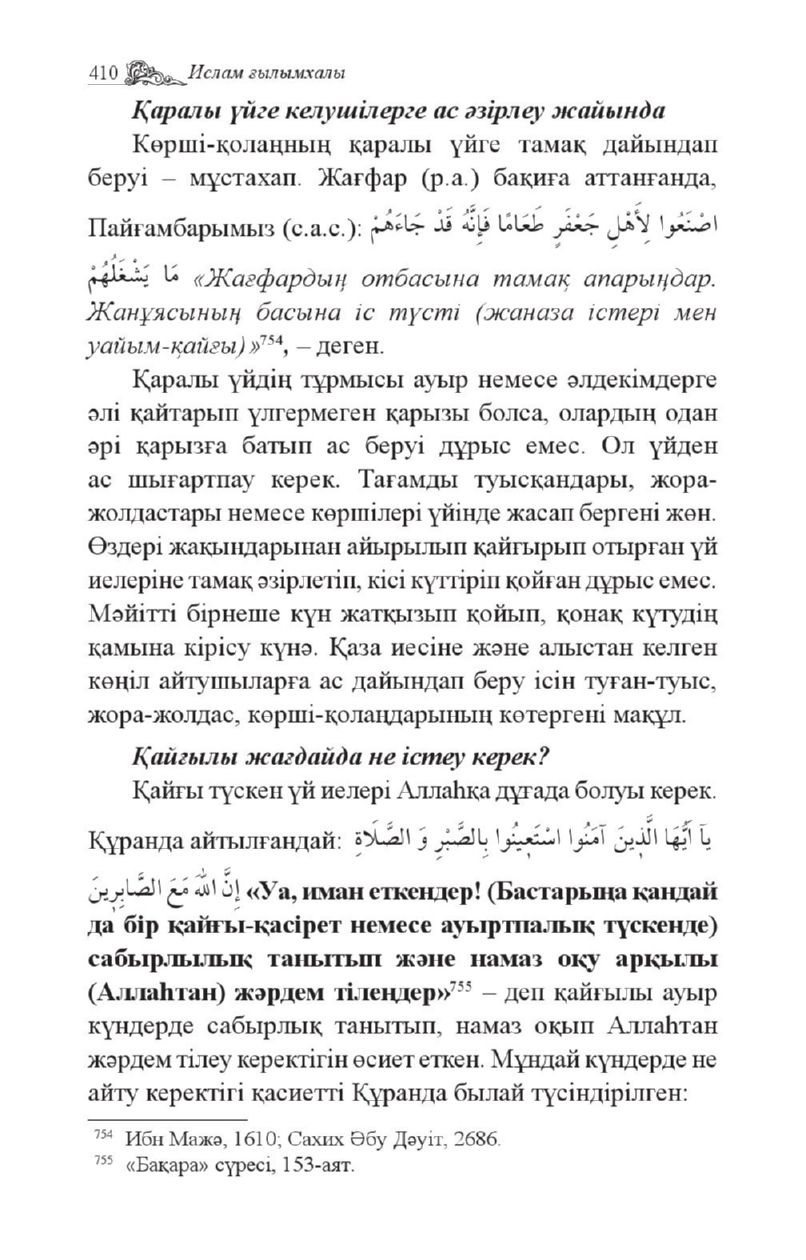 410 Ислам ғылымхалы
Қаралы үйге келушілерге ас әзірлеу жайында
Көрші-қолаңның қаралы үйге тамақ дайындап
беруі – мұстахап. Жағфар (р.а.) бақиға аттанғанда,
Пайғамбарымыз (с.а.с.): اصْنَعُوا لِأَهْلِ جَعْفَرٍ طَعَامًا فَإِنَّهُ قَدْ جَاءَهُمْ
مَا يَشْغَلُهُمْ «Жағфардың отбасына тамақ апарыңдар.
Жанұясының басына іс түсті (жаназа істері мен
уайым-қайғы)»754, – деген.
Қаралы үйдің тұрмысы ауыр немесе әлдекімдерге
әлі қайтарып үлгермеген қарызы болса, олардың одан
әрі қарызға батып ас беруі дұрыс емес. Ол үйден
ас шығартпау керек. Тағамды туысқандары, жора-
жолдастары немесе көршілері үйінде жасап бергені жөн.
Өздері жақындарынан айырылып қайғырып отырған үй
иелеріне тамақ әзірлетіп, кісі күттіріп қойған дұрыс емес.
Мәйітті бірнеше күн жатқызып қойып, қонақ күтудің
қамына кірісу күнә. Қаза иесіне және алыстан келген
көңіл айтушыларға ас дайындап беру ісін туған-туыс,
жора-жолдас, көрші-қолаңдарының көтергені мақұл.
Қайғылы жағдайда не істеу керек?
Қайғы түскен үй иелері Аллаһқа дұғада болуы керек.
Құранда айтылғандай: يَآ أَيُّهَا الَّذِينَ آمَنُوا اسْتَعِينُوا بِالصَّبْرِ وَ الصَّلَاةِ
إِنَّ اللهَ مَعَ الصَّابِرِينَ «Уа, иман еткендер! (Бастарыңа қандай
да бір қайғы-қасірет немесе ауыртпалық түскенде)
сабырлылық танытып және намаз оқу арқылы
(Аллаһтан) жәрдем тілеңдер»755 – деп қайғылы ауыр
күндерде сабырлық танытып, намаз оқып Аллаһтан
жәрдем тілеу керектігін өсиет еткен. Мұндай күндерде не
айту керектігі қасиетті Құранда былай түсіндірілген:
754 Ибн Мажә, 1610; Сахих Әбу Дәуіт, 2686.
755 «Бақара» сүресі, 153-аят.